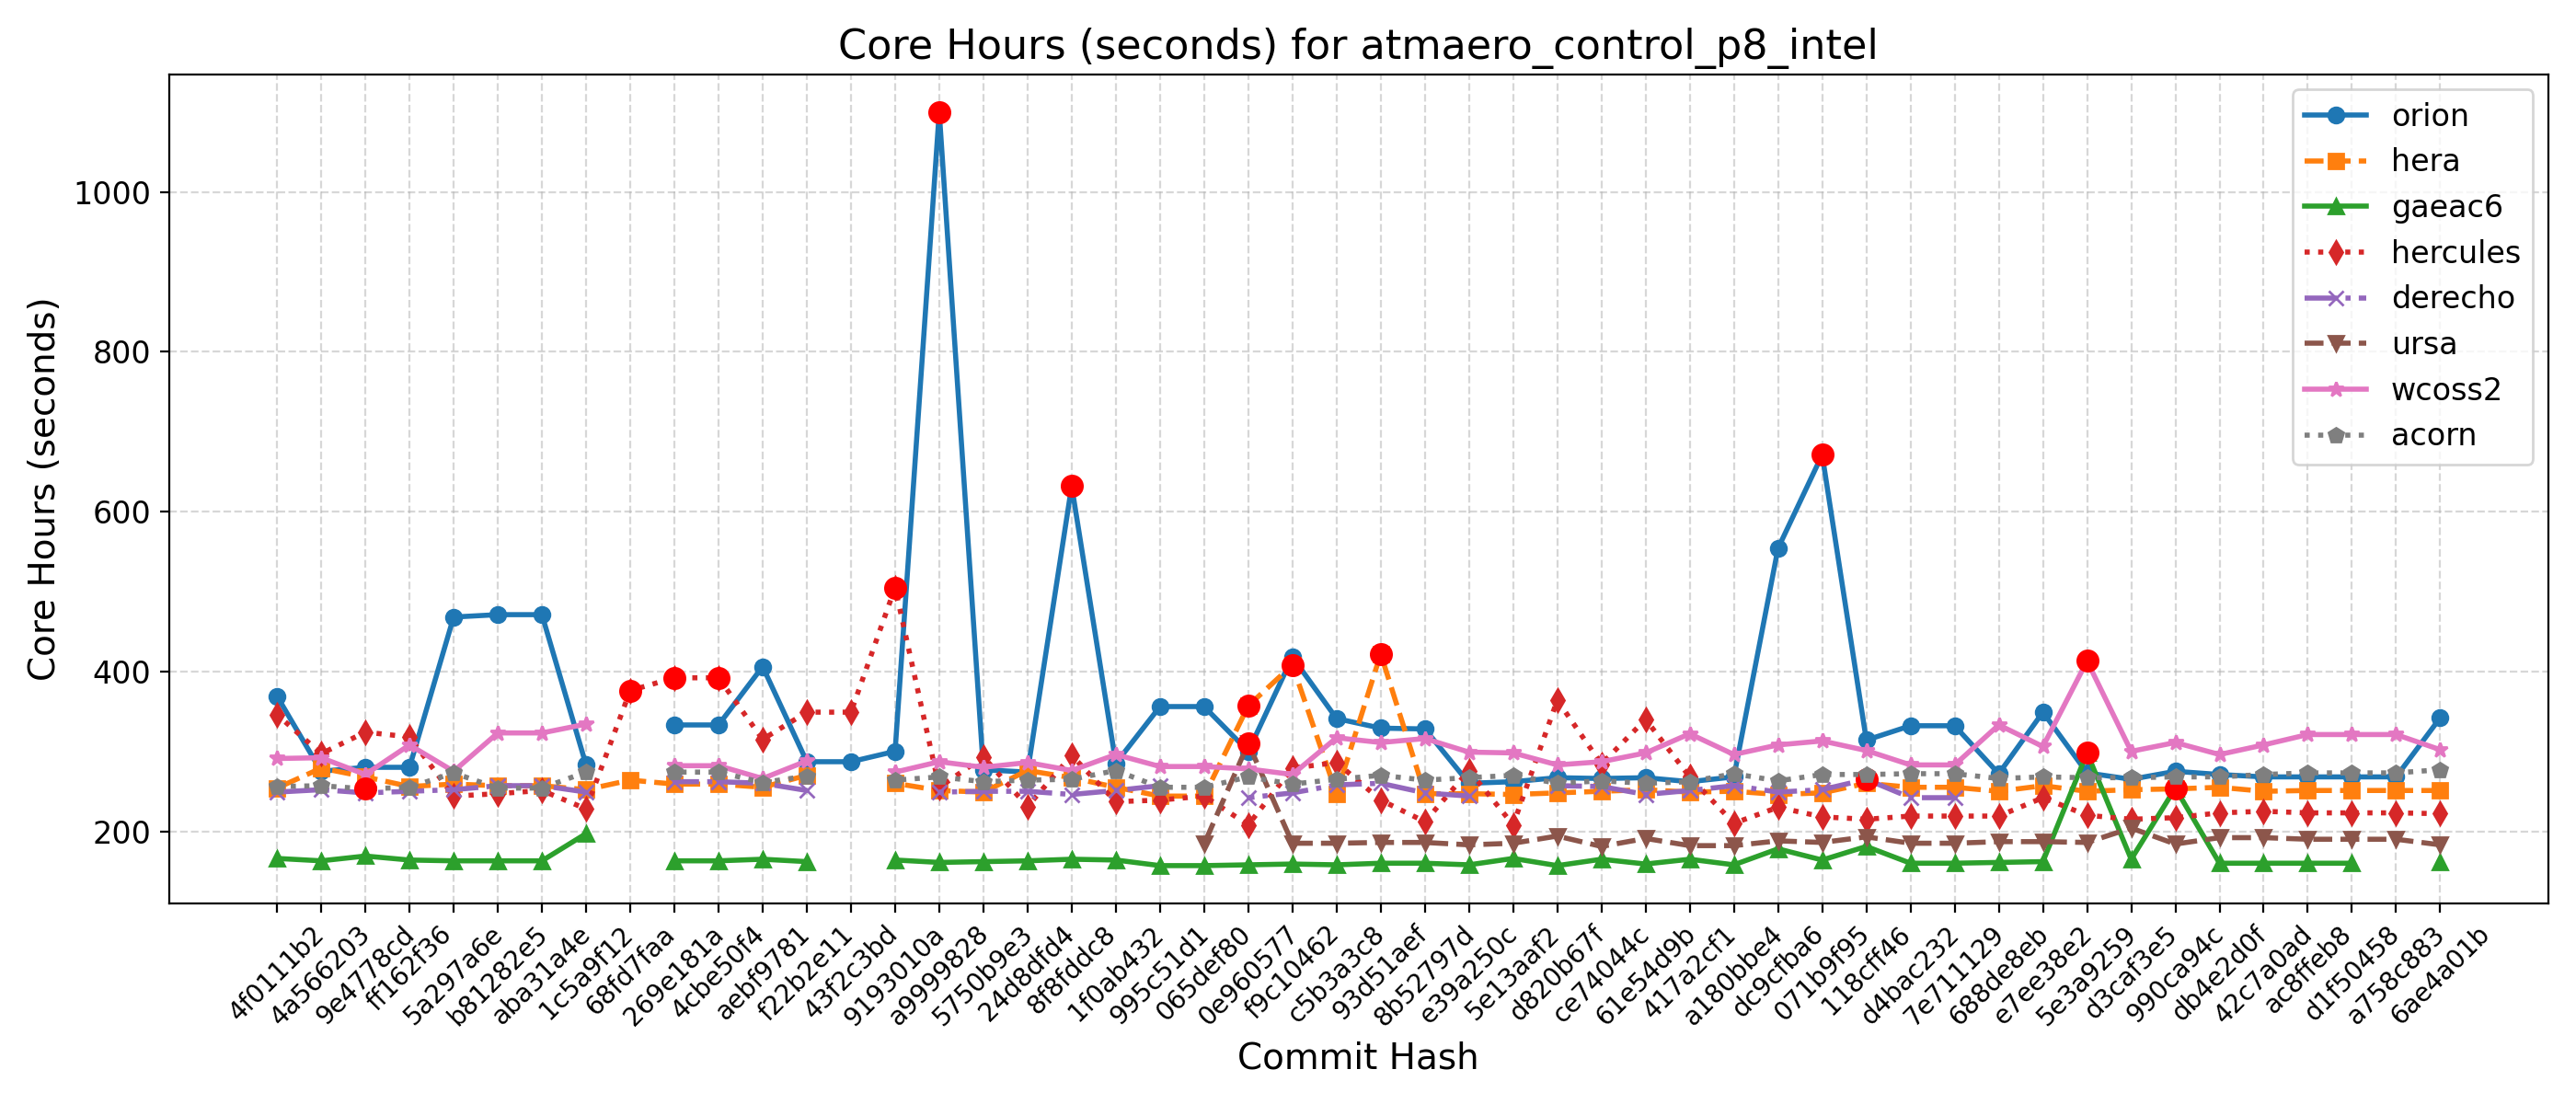 Core Hours (seconds) for atmaero_control_p8_intel
Core Hours (seconds)
1000
800
600
400
200
orion
hera
gaeac6
hercules
derecho
ursa
wcoss2
acorn
4f0111b2
4a566203
9e4778cd
ff162f36
5a297a6e
b81282e5
aba31a4e
1c5a9f12
68fd7faa
269e181a
4cbe50f4
aebf9781
f22b2e11
43f2c3bd
9193010a
a9999828
5750b9e3
24d8dfd4
8f8fddc8
1f0ab432
995c51d1
065def80
0e960577
f9c10462
c5b3a3c8
93d51aef
8b52797d
e39a250c
5e13aaf2
d820b67f
ce74044c
61e54d9b
417a2cf1
a180bbe4
dc9cfba6
071b9f95
118cff46
d4bac232
7e711129
688de8eb
e7ee38e2
5e3a9259
d3caf3e5
990ca94c
db4e2d0f
42c7a0ad
ac8ffeb8
d1f50458
a758c883
6ae4a01b
Commit Hash